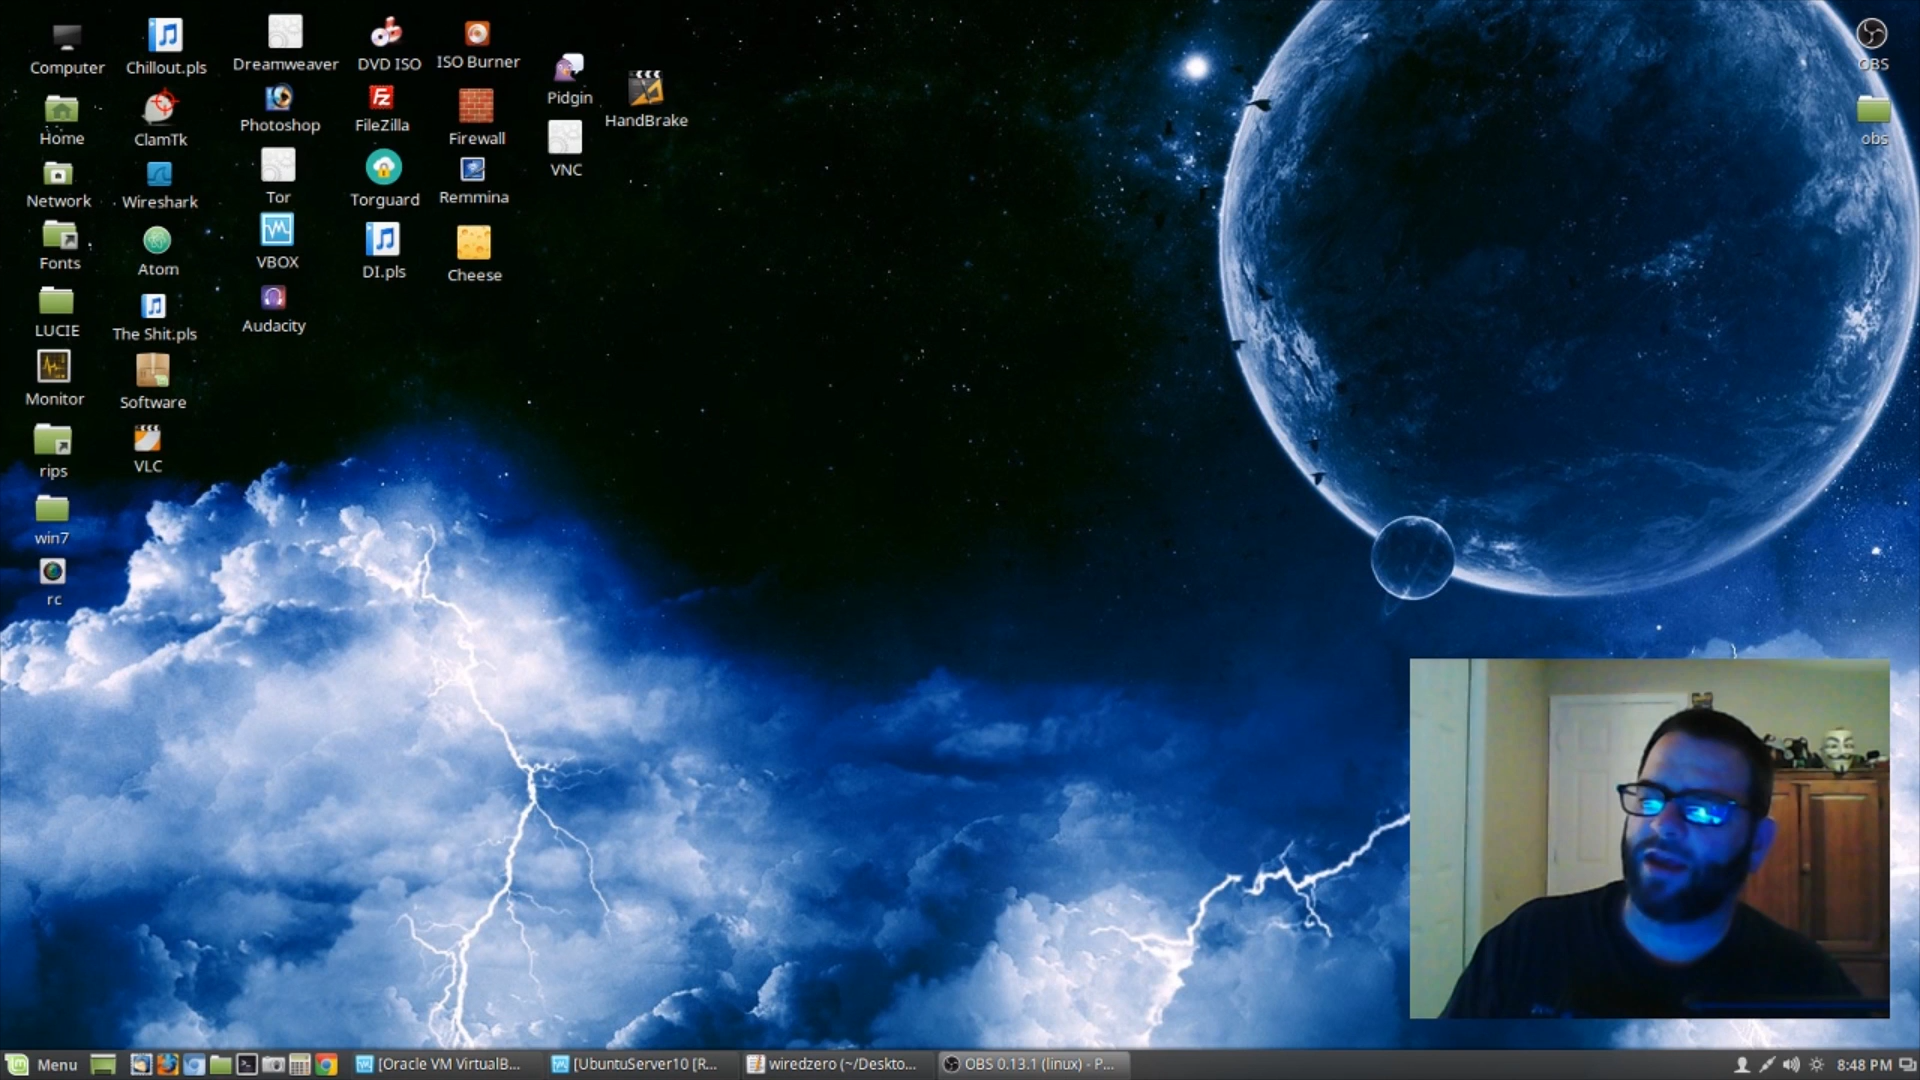 Computer
Chillout.pls
Dreamweaver
DVD ISO
ISO Burner
Pidgin
HandBrake
OBS
Home
ClamTk
Photoshop
FileZilla
Firewall
VNC
obs
Network
Wireshark
Tor
Torguard
Remmina
Fonts
Atom
VBOX
DI.pls
Cheese
LUCIE
The Shit.pls
Audacity
Monitor
Software
rips
VLC
win7
rc
Menu
[Oracle VM VirtualB...
[UbuntuServer10 [R...
wiredzero (~/Deskto...
OBS 0.13.1 (linux) - P...
8:48 PM